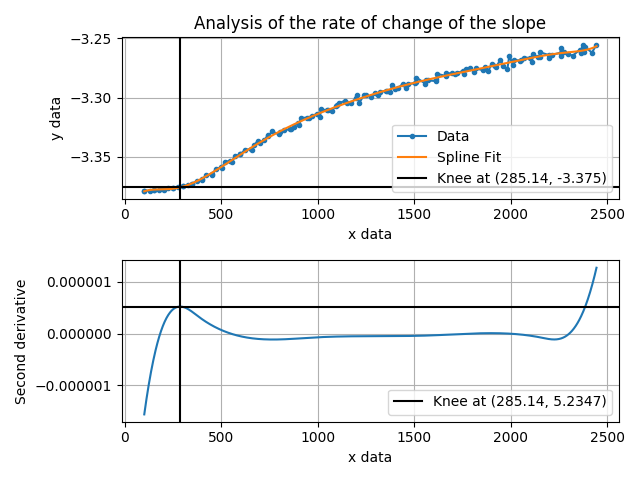 Analysis of the rate of change of the slope
−3.25
−3.30
−3.35
y data
Data
Spline Fit
Knee at (285.14, -3.375)
0 500 1000 1500 2000 2500
x data
0.000001
0.000000
−0.000001
Second derivative
Knee at (285.14, 5.2347)
0 500 1000 1500 2000 2500
x data